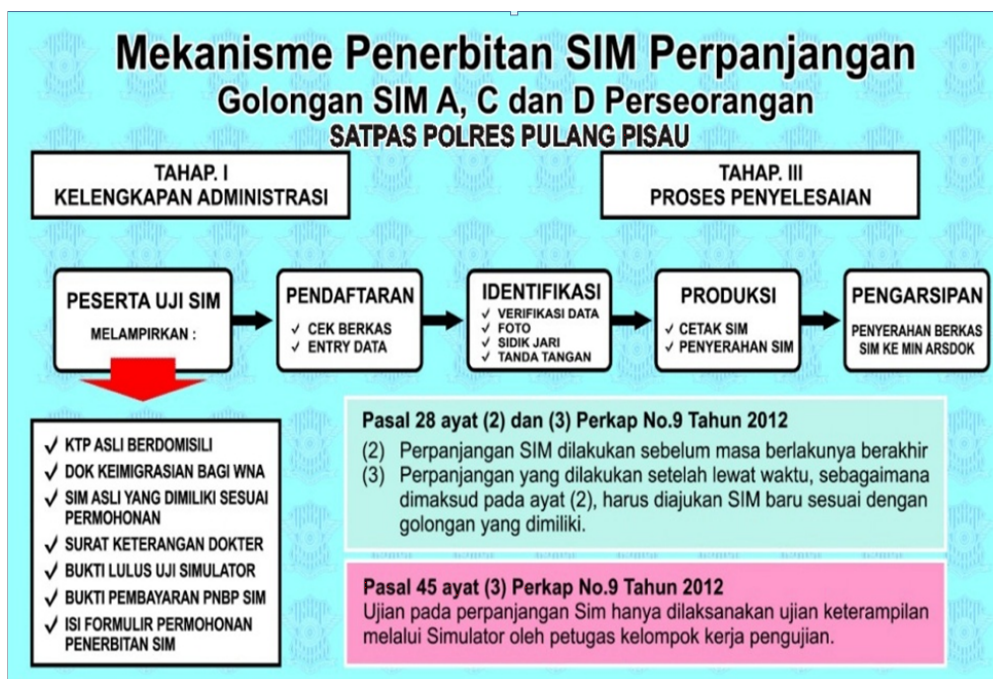 Mekanisme Penerbitan SIM Perpanjangan
Golongan SIM A, C dan D Perseorangan
SATPAS POLRES PULANG PISAU
TAHAP. I
KELENGKAPAN ADMINISTRASI
TAHAP. III
PROSES PENYELESAIAN
PESERTA UJI SIM
MELAMPIRKAN :
PENDAFTARAN
✓ CEK BERKAS
✓ ENTRY DATA
IDENTIFIKASI
✓ VERIFIKASI DATA
✓ FOTO
✓ SIDIK JARI
✓ TANDA TANGAN
PRODUKSI
✓ CETAK SIM
✓ PENYERAHAN SIM
PENGARSIPAN
PENYERAHAN BERKAS
SIM KE MIN ARSDOK
✓ KTP ASLI BERDOMISILI
✓ DOK KEIMIGRASIAN BAGI WNA
✓ SIM ASLI YANG DIMILIKI SESUAI
PERMOHONAN
✓ SURAT KETERANGAN DOKTER
✓ BUKTI LULUS UJI SIMULATOR
✓ BUKTI PEMBAYARAN PNBP SIM
✓ ISI FORMULIR PERMOHONAN
PENERBITAN SIM
Pasal 28 ayat (2) dan (3) Perkap No.9 Tahun 2012
(2) Perpanjangan SIM dilakukan sebelum masa berlakunya berakhir
(3) Perpanjangan yang dilakukan setelah lewat waktu, sebagaimana
dimaksud pada ayat (2), harus diajukan SIM baru sesuai dengan
golongan yang dimiliki.
Pasal 45 ayat (3) Perkap No.9 Tahun 2012
Ujian pada perpanjangan Sim hanya dilaksanakan ujian keterampilan
melalui Simulator oleh petugas kelompok kerja pengujian.